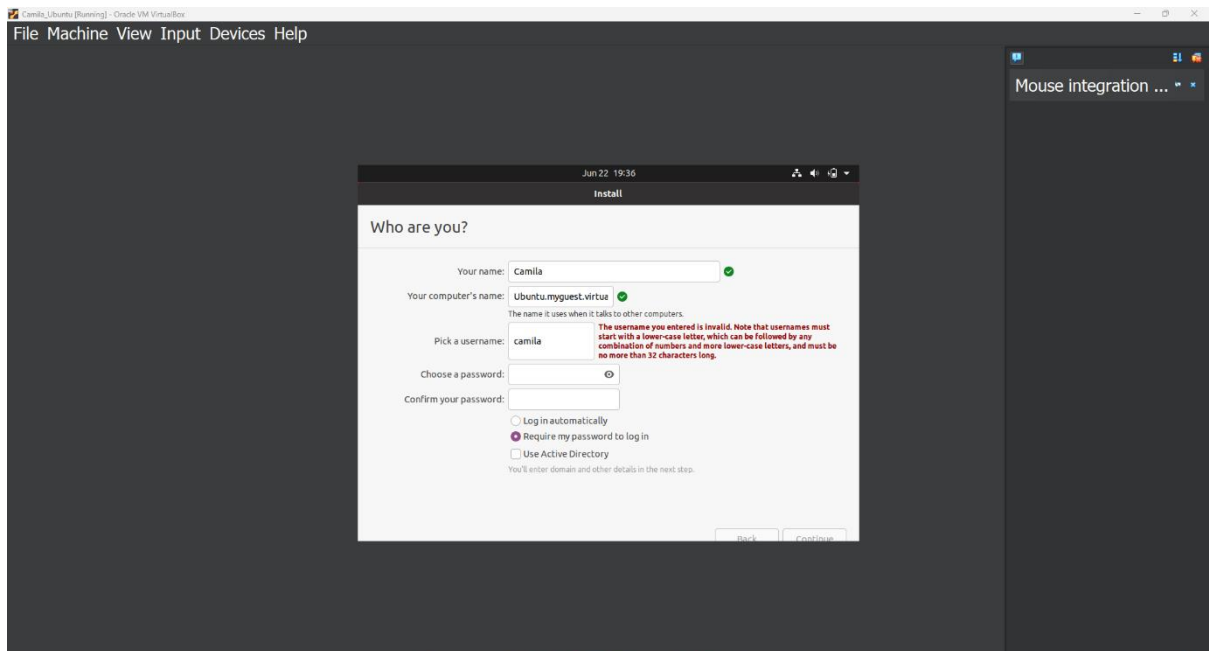 Camila_Ubuntu [Running] - Oracle VM VirtualBox
File Machine View Input Devices Help
Mouse integration ...
Jun 22 19:36
Install
Who are you?
Your name: Camila
Your computer's name: Ubuntu.myguest.virtua
The name it uses when it talks to other computers.
Pick a username: camila
The username you entered is invalid. Note that usernames must
start with a lower-case letter, which can be followed by any
combination of numbers and more lower-case letters, and must be
no more than 32 characters long.
Choose a password:
Confirm your password:
Log in automatically
Require my password to log in
Use Active Directory
You'll enter domain and other details in the next step.
Back Continue